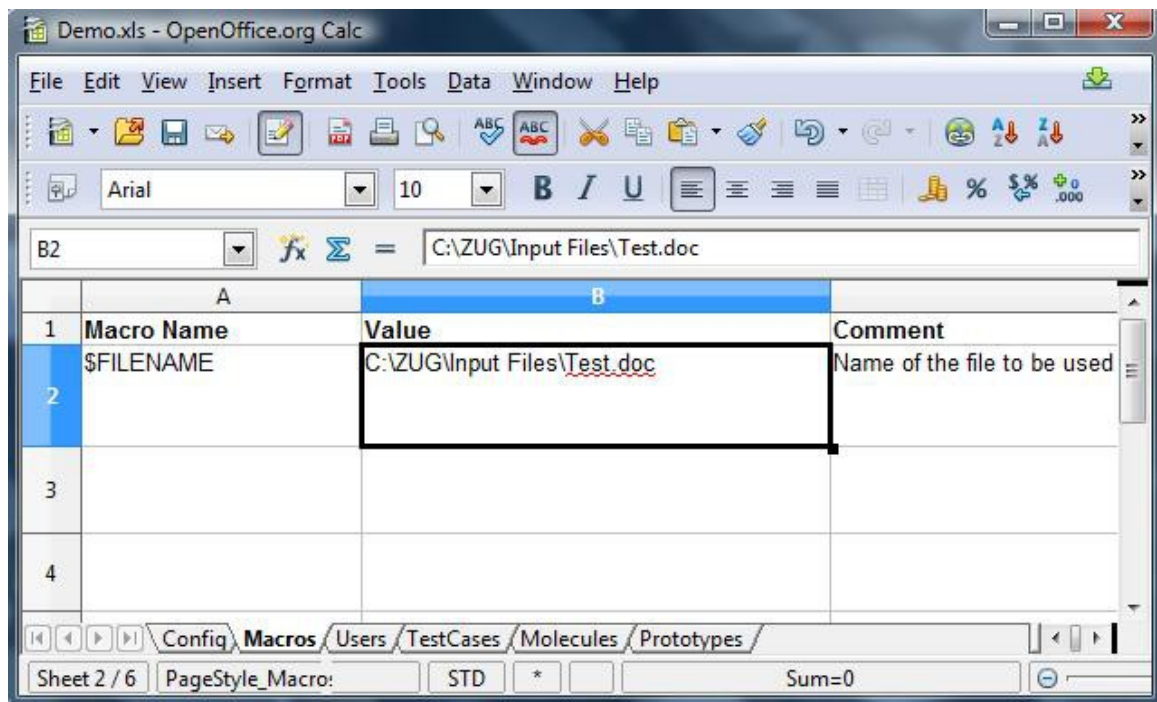 Demo.xls - OpenOffice.org Calc
File Edit View Insert Format Tools Data Window Help
Arial 10 B I U % $% .000
B2 = C:\ZUG\Input Files\Test.doc
A B
1 Macro Name Value Comment
2 $FILENAME C:\ZUG\Input Files\Test.doc Name of the file to be used
3
4
Config Macros Users TestCases Molecules Prototypes
Sheet 2 / 6 PageStyle_Macro STD * Sum=0